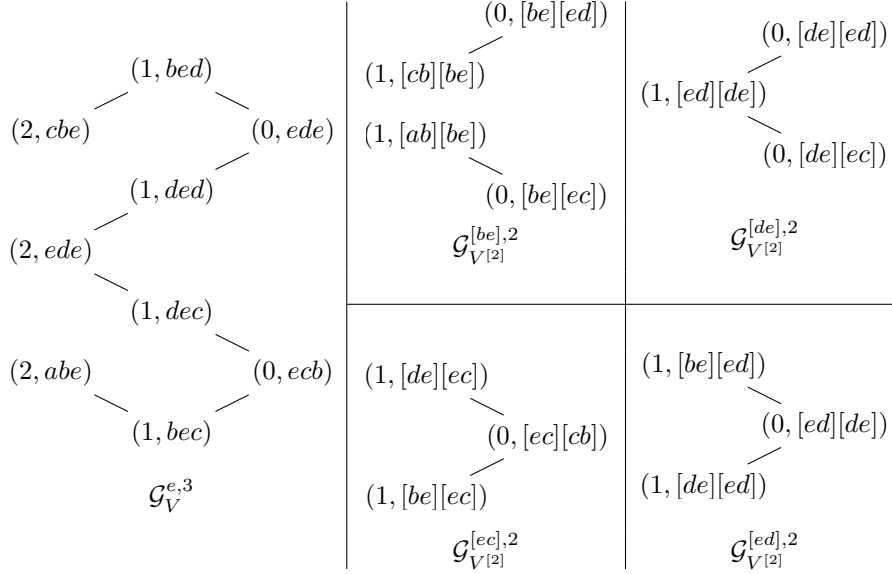 (1, bed)
(2, cbe)
(0, ede)
(1, ded)
(2, ede)
(1, dec)
(2, abe)
(0, ecb)
(1, bec)
𝒢_V^{e,3}
(0, [be][ed])
(1, [cb][be])
(1, [ab][be])
(0, [be][ec])
𝒢_{V^{[2]}}^{[be],2}
(0, [de][ed])
(1, [ed][de])
(0, [de][ec])
𝒢_{V^{[2]}}^{[de],2}
(1, [de][ec])
(0, [ec][cb])
(1, [be][ec])
𝒢_{V^{[2]}}^{[ec],2}
(1, [be][ed])
(0, [ed][de])
(1, [de][ed])
𝒢_{V^{[2]}}^{[ed],2}